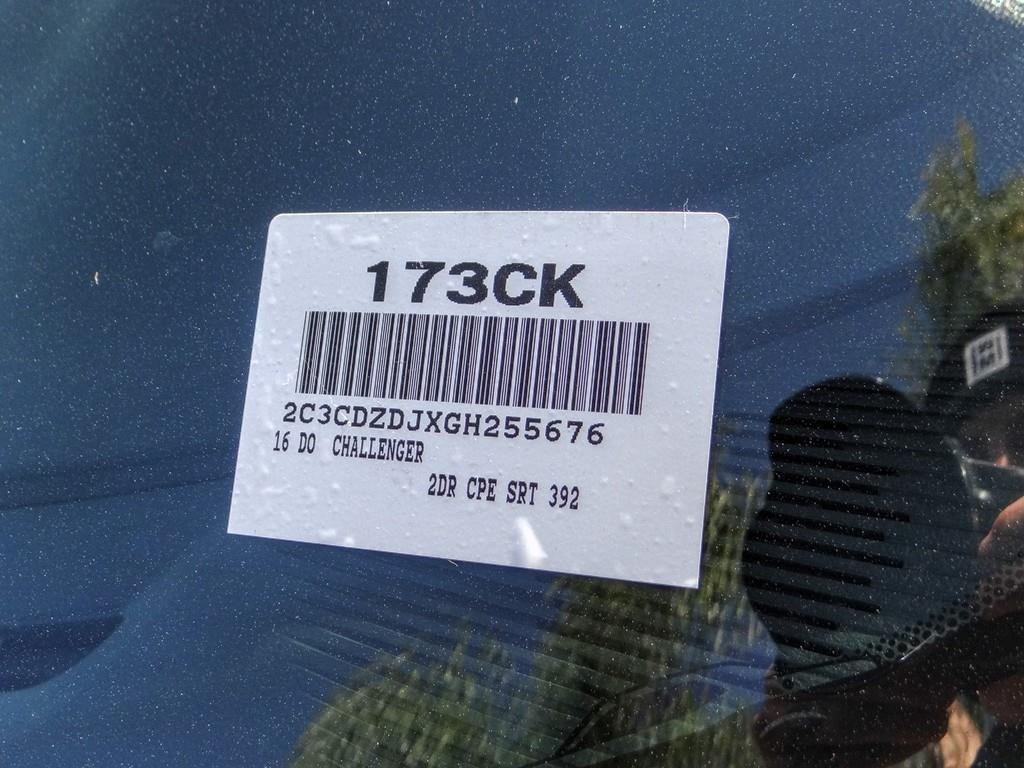 173CK
2C3CDZDJXGH255676
16 DO CHALLENGER
2DR CPE SRT 392